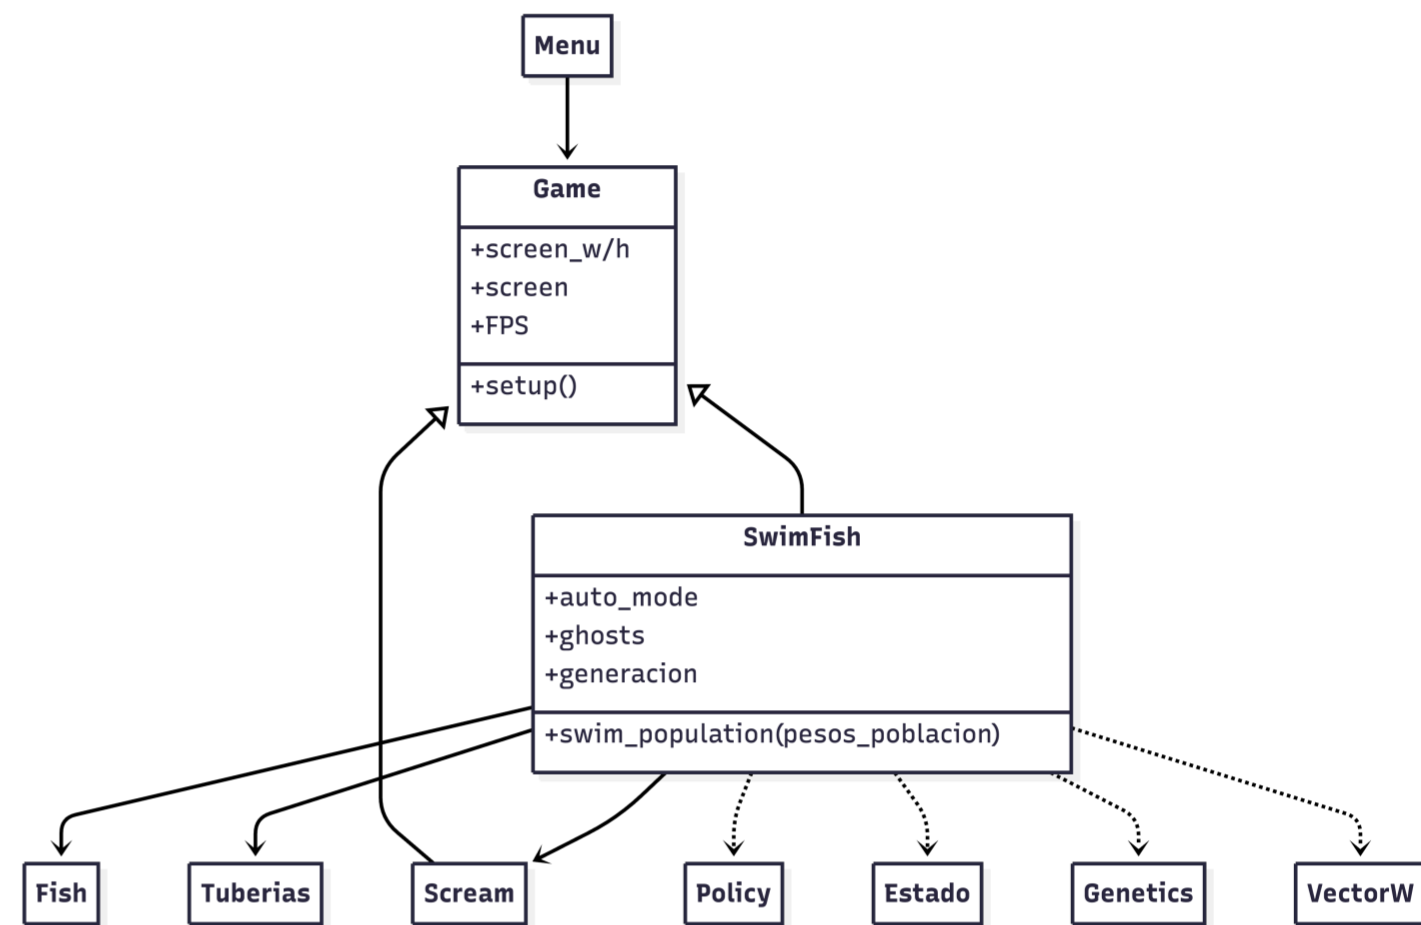 Menu
Game
+screen_w/h
+screen
+FPS
+setup()
SwimFish
+auto_mode
+ghosts
+generacion
+swim_population(pesos_poblacion)
Fish
Tuberias
Scream
Policy
Estado
Genetics
VectorW